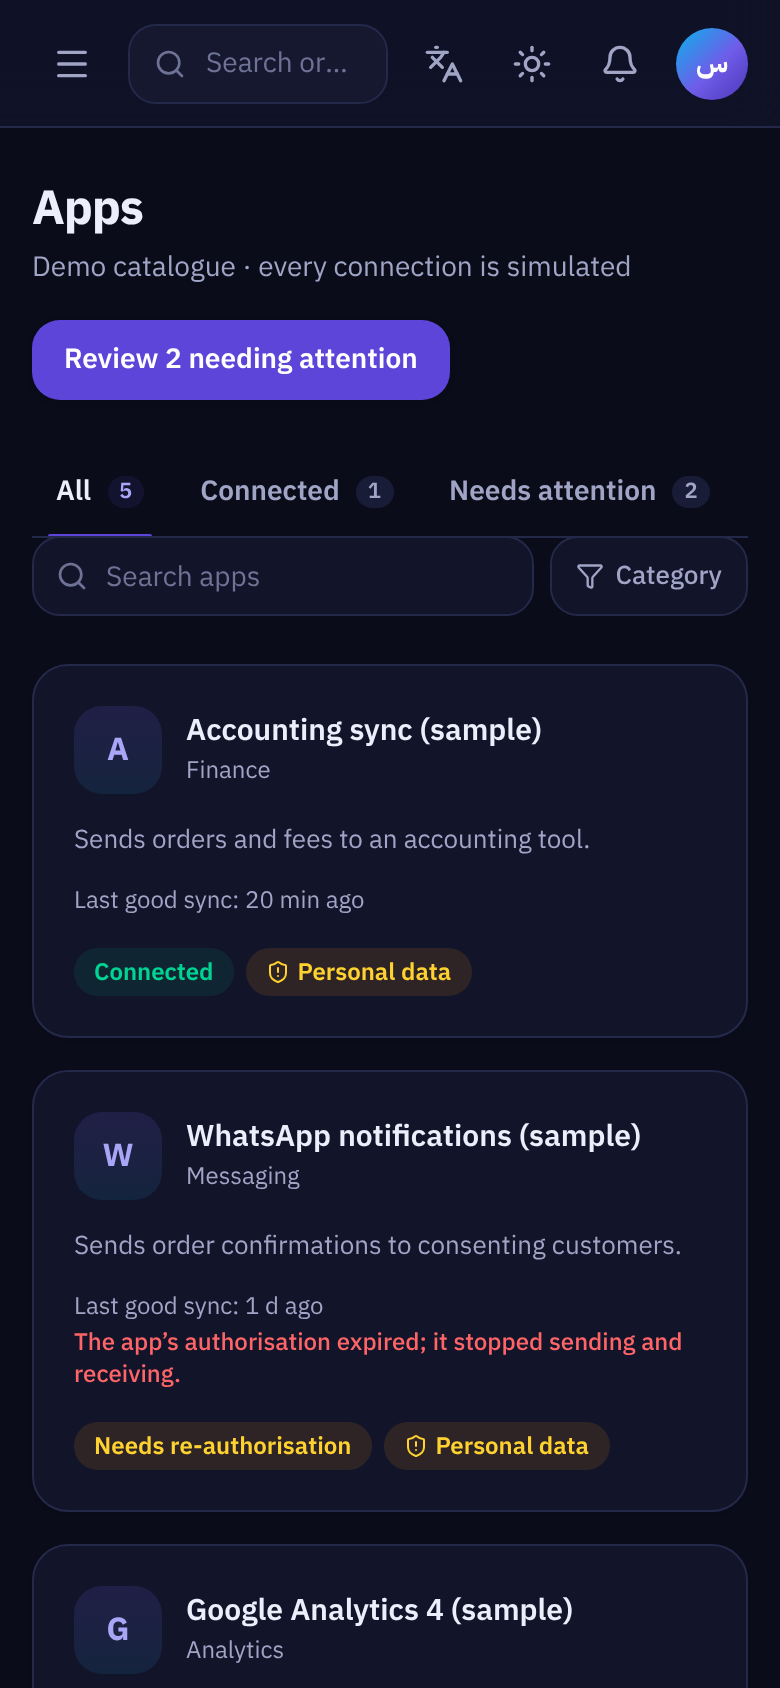 Search or...
س
Apps
Demo catalogue · every connection is simulated
Review 2 needing attention
All 5 Connected 1 Needs attention 2
Search apps Category
A
Accounting sync (sample)
Finance
Sends orders and fees to an accounting tool.
Last good sync: 20 min ago
Connected Personal data
W
WhatsApp notifications (sample)
Messaging
Sends order confirmations to consenting customers.
Last good sync: 1 d ago
The app’s authorisation expired; it stopped sending and
receiving.
Needs re-authorisation Personal data
G
Google Analytics 4 (sample)
Analytics